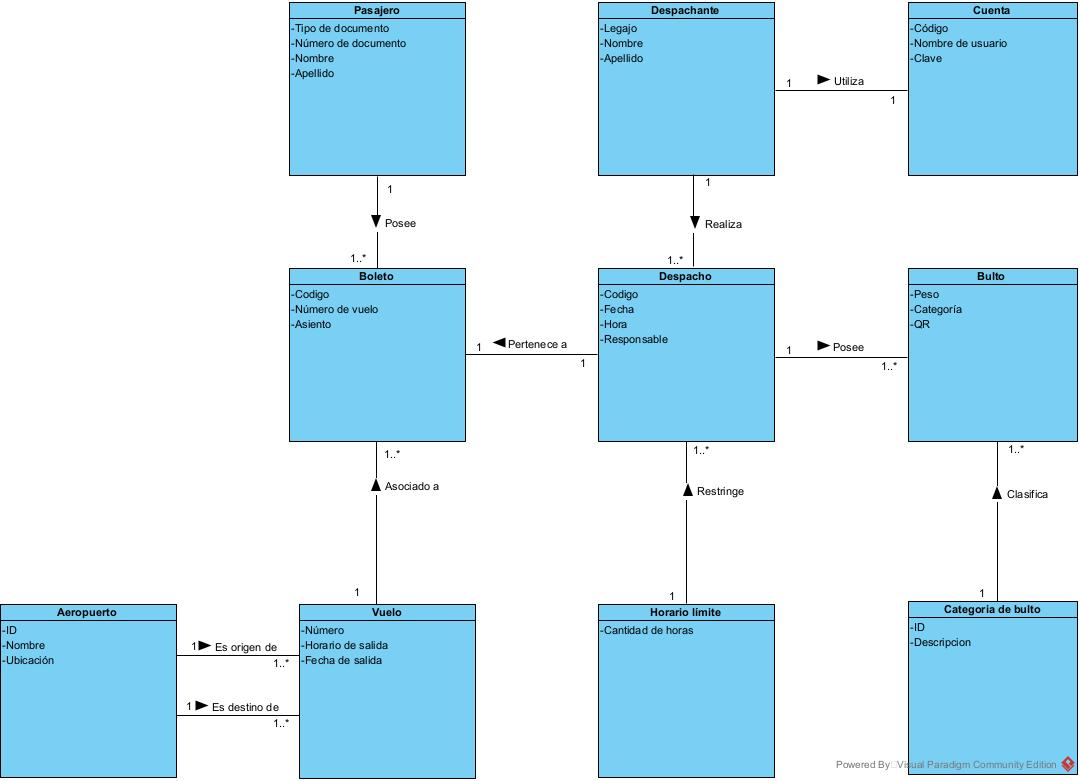 Pasajero
-Tipo de documento
-Número de documento
-Nombre
-Apellido
Despachante
-Legajo
-Nombre
-Apellido
Cuenta
-Código
-Nombre de usuario
-Clave
1
Utiliza
1
1
Posee
1..*
1
Realiza
1..*
Boleto
-Codigo
-Número de vuelo
-Asiento
Despacho
-Codigo
-Fecha
-Hora
-Responsable
Bulto
-Peso
-Categoría
-QR
1
Pertenece a
1
1
Posee
1..*
1..*
Asociado a
1
1..*
Restringe
1
1..*
Clasifica
1
Aeropuerto
-ID
-Nombre
-Ubicación
1
Es origen de
1..*
1
Es destino de
1..*
Vuelo
-Número
-Horario de salida
-Fecha de salida
Horario límite
-Cantidad de horas
Categoria de bulto
-ID
-Descripcion
Powered By Visual Paradigm Community Edition